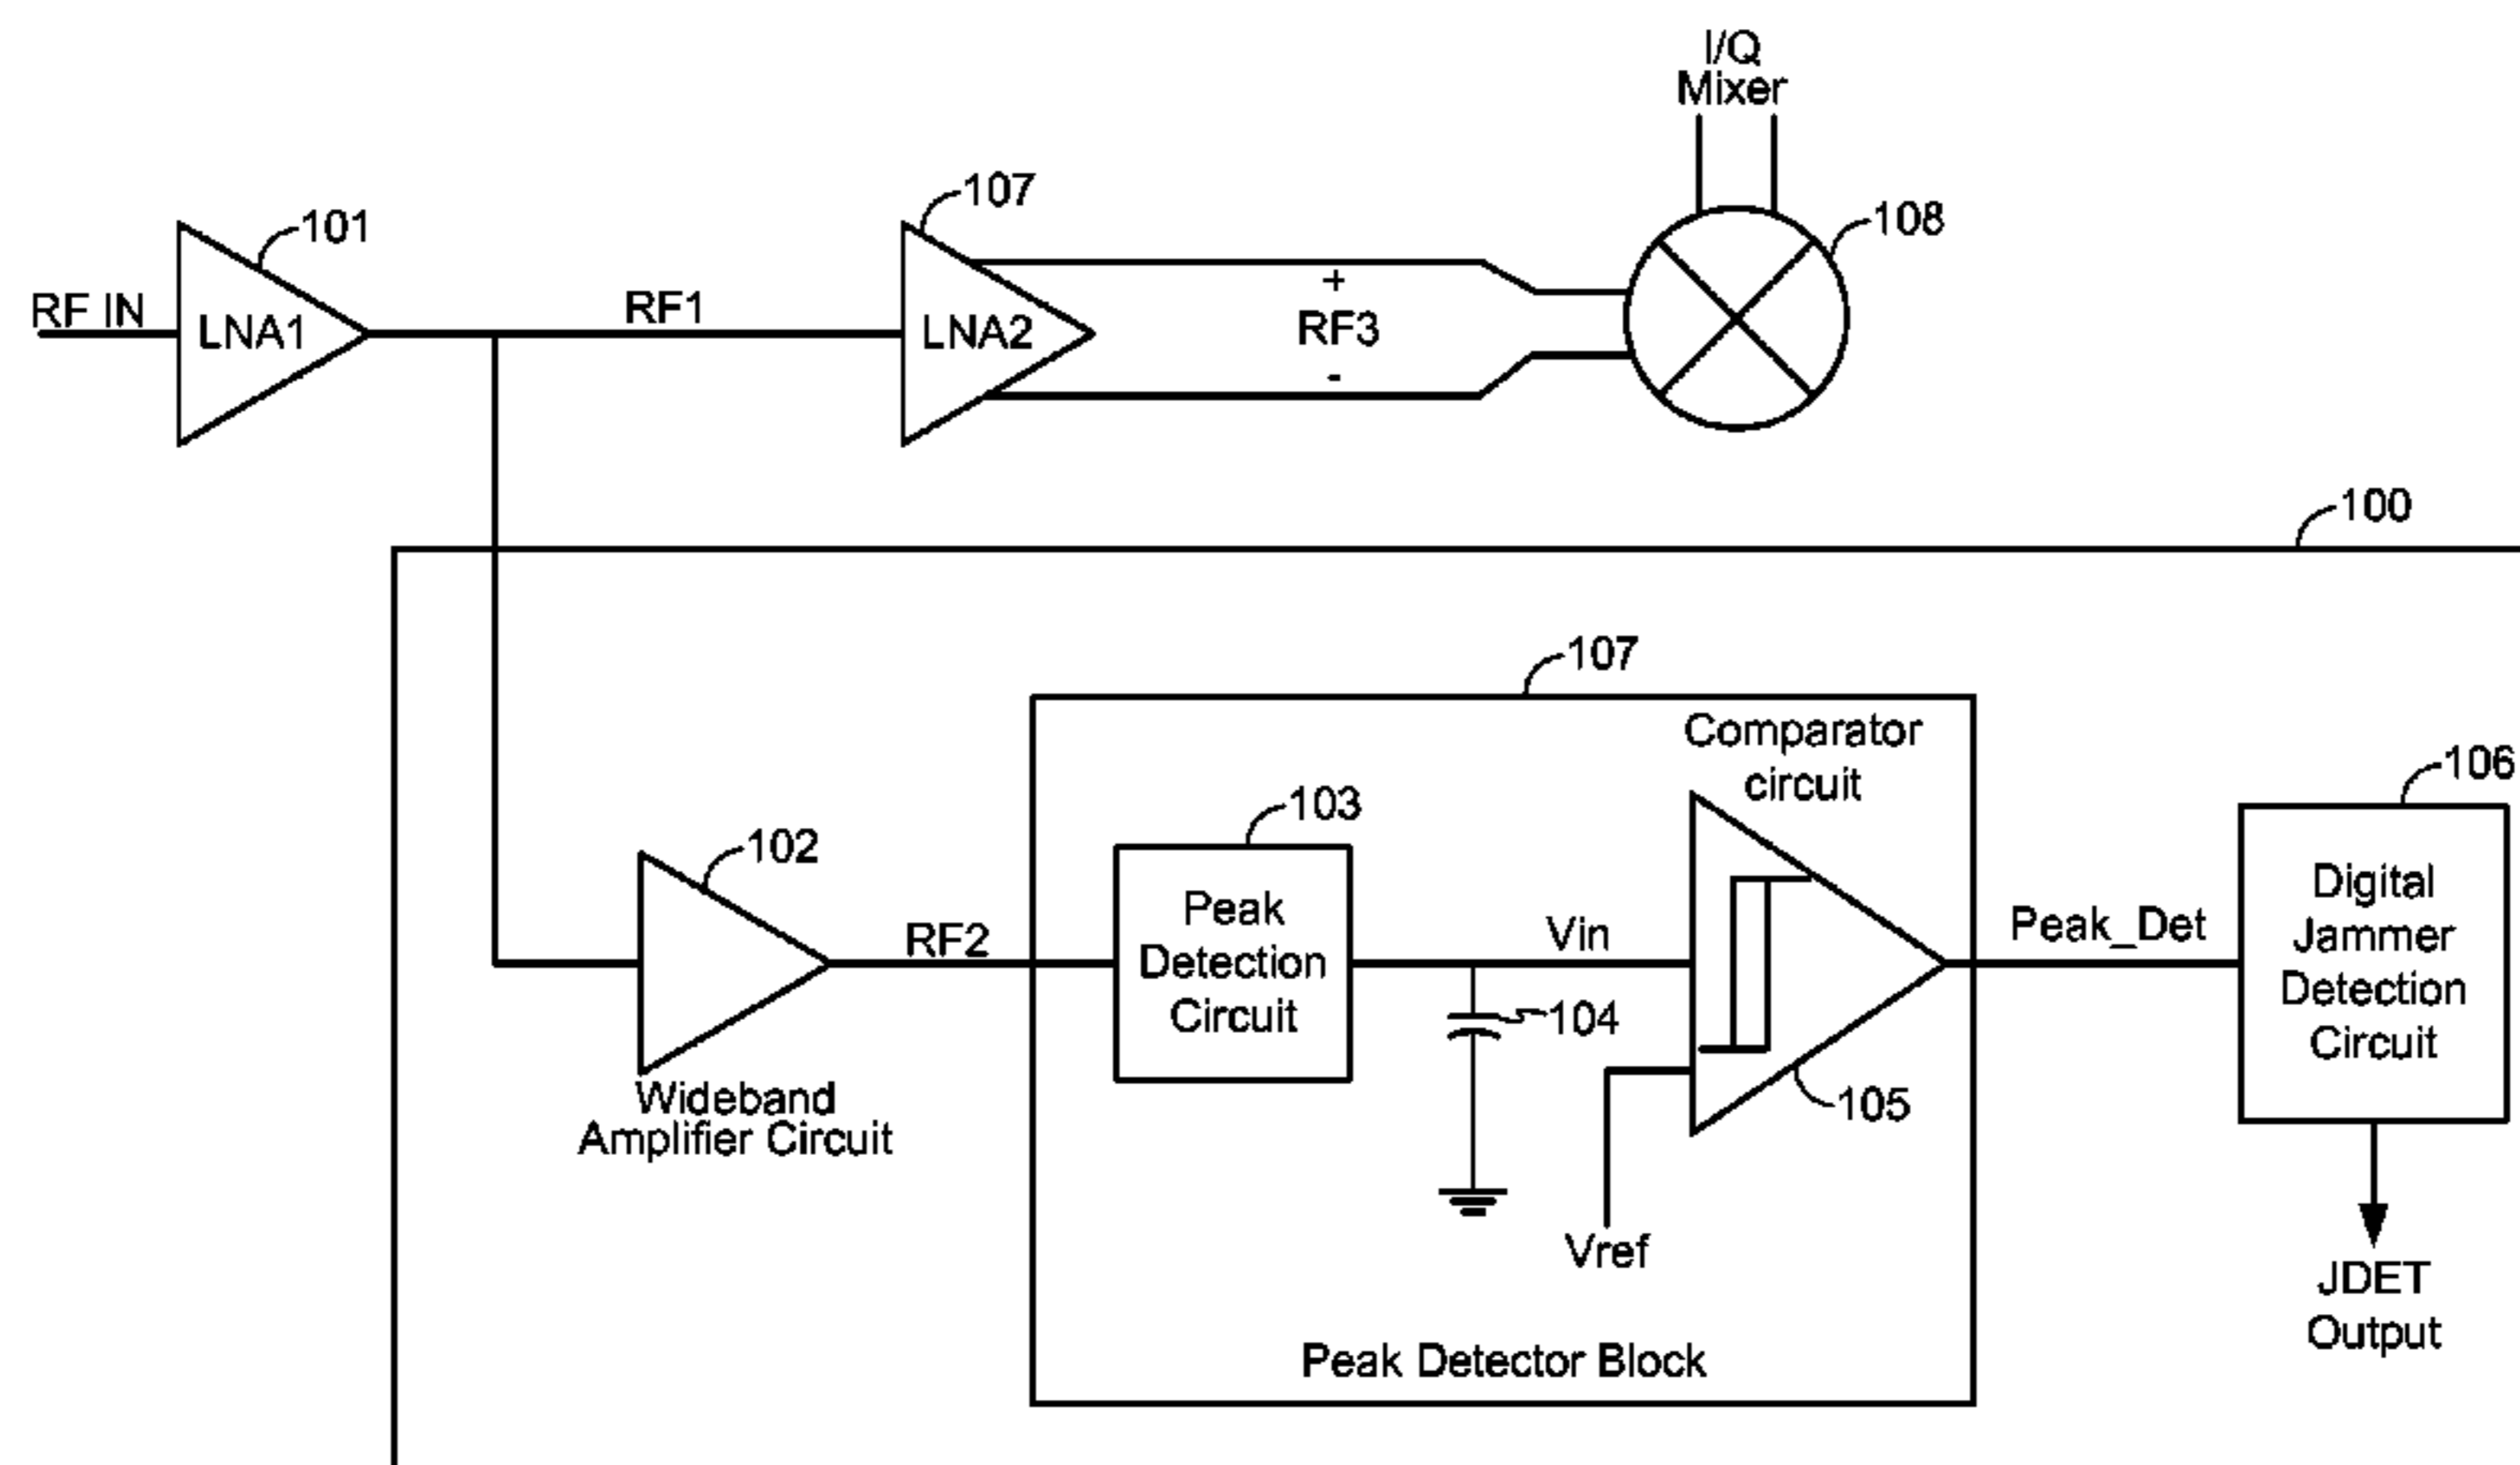 I/Q
Mixer
107
108
101
RF IN
LNA1
RF1
LNA2
+
RF3
-
100
107
Comparator
circuit
106
103
102
Digital
Jammer
Detection
Circuit
Peak
Detection
Circuit
RF2
Vin
Peak_Det
104
105
Wideband
Amplifier Circuit
Vref
JDET
Output
Peak Detector Block